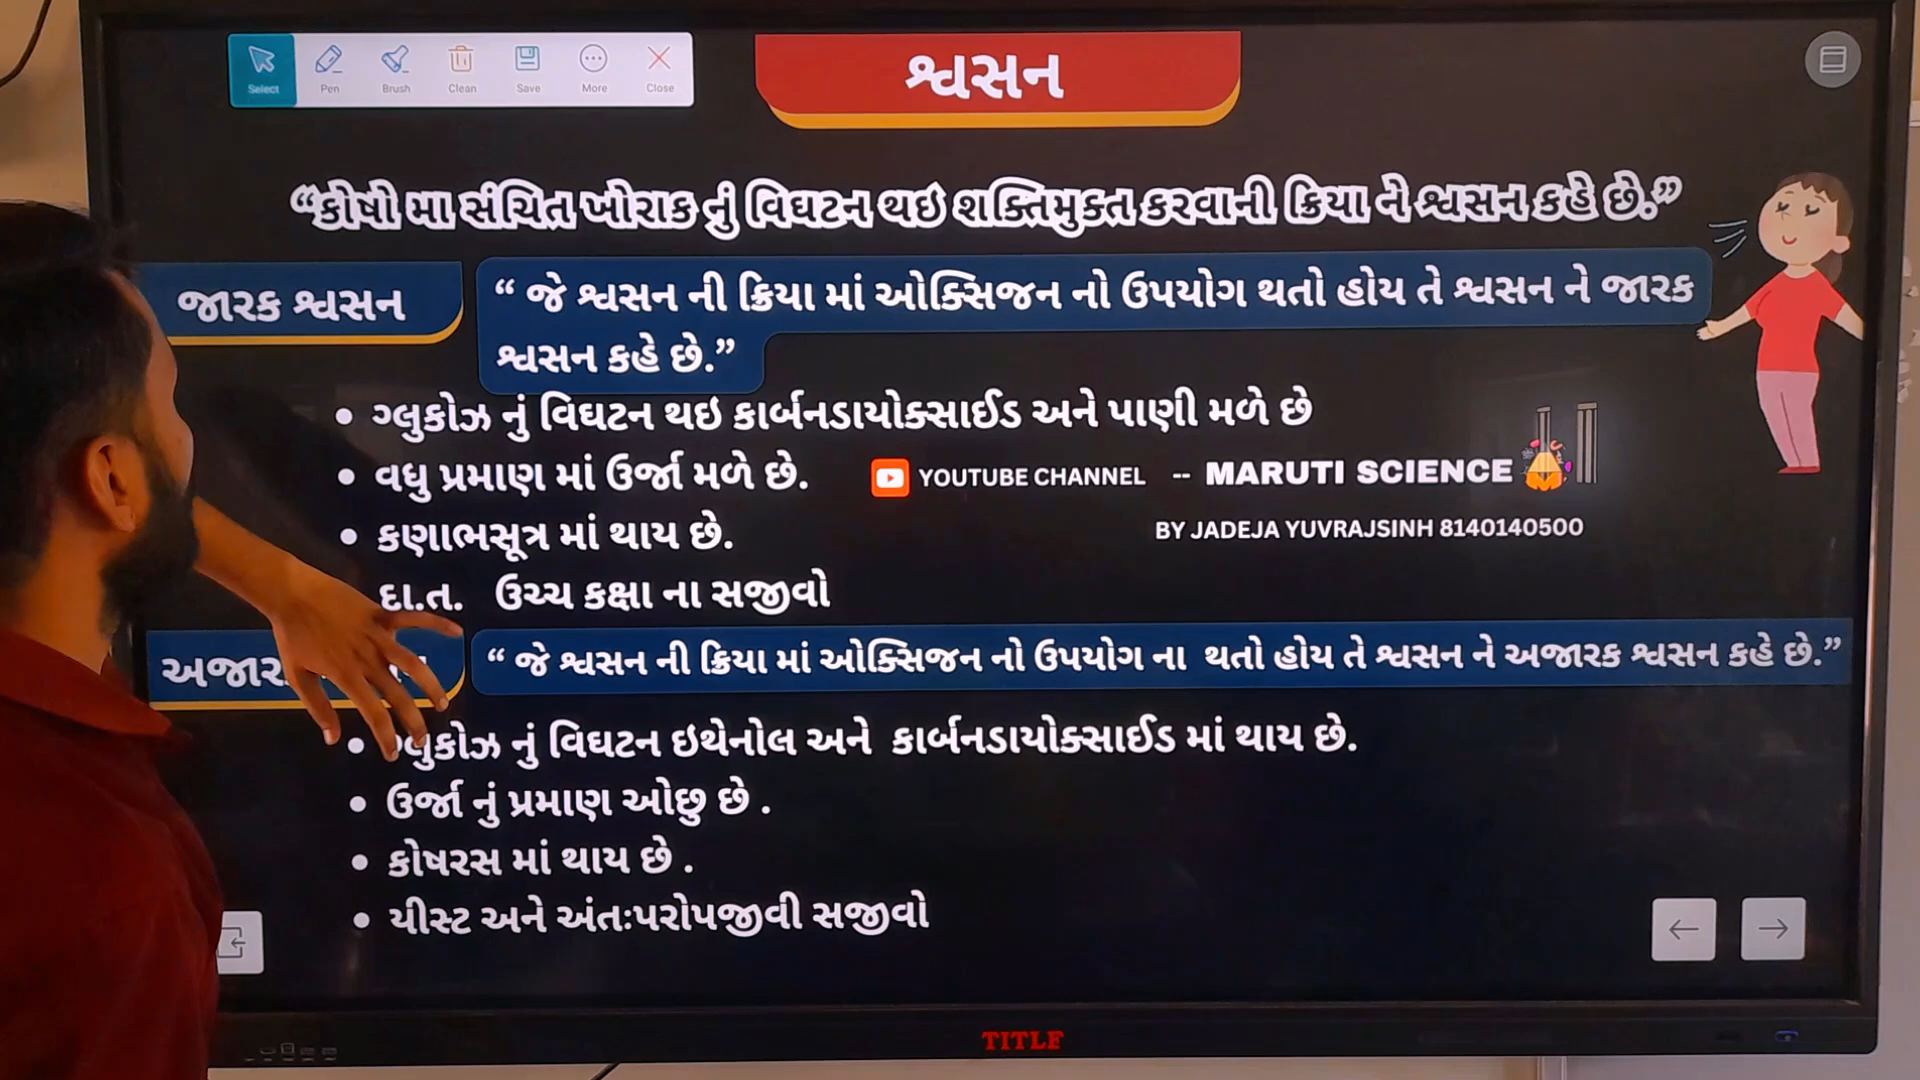 Select Pen Brush Clean Save More Close
શ્વસન
“કોષો મા સંચિત ખોરાક નું વિઘટન થઇ શક્તિમુક્ત કરવાની ક્રિયા ને શ્વસન કહે છે.”
જારક શ્વસન
“ જે શ્વસન ની ક્રિયા માં ઓક્સિજન નો ઉપયોગ થતો હોય તે શ્વસન ને જારક
શ્વસન કહે છે.”
• ગ્લુકોઝ નું વિઘટન થઇ કાર્બનડાયોક્સાઈડ અને પાણી મળે છે
• વધુ પ્રમાણ માં ઉર્જા મળે છે.
YOUTUBE CHANNEL -- MARUTI SCIENCE
• કણાભસૂત્ર માં થાય છે.
BY JADEJA YUVRAJSINH 8140140500
દા.ત. ઉચ્ચ કક્ષા ના સજીવો
“ જે શ્વસન ની ક્રિયા માં ઓક્સિજન નો ઉપયોગ ના થતો હોય તે શ્વસન ને અજારક શ્વસન કહે છે.”
• ગ્લુકોઝ નું વિઘટન ઇથેનોલ અને કાર્બનડાયોક્સાઈડ માં થાય છે.
• ઉર્જા નું પ્રમાણ ઓછુ છે .
• કોષરસ માં થાય છે .
• યીસ્ટ અને અંતઃપરોપજીવી સજીવો
TITLF